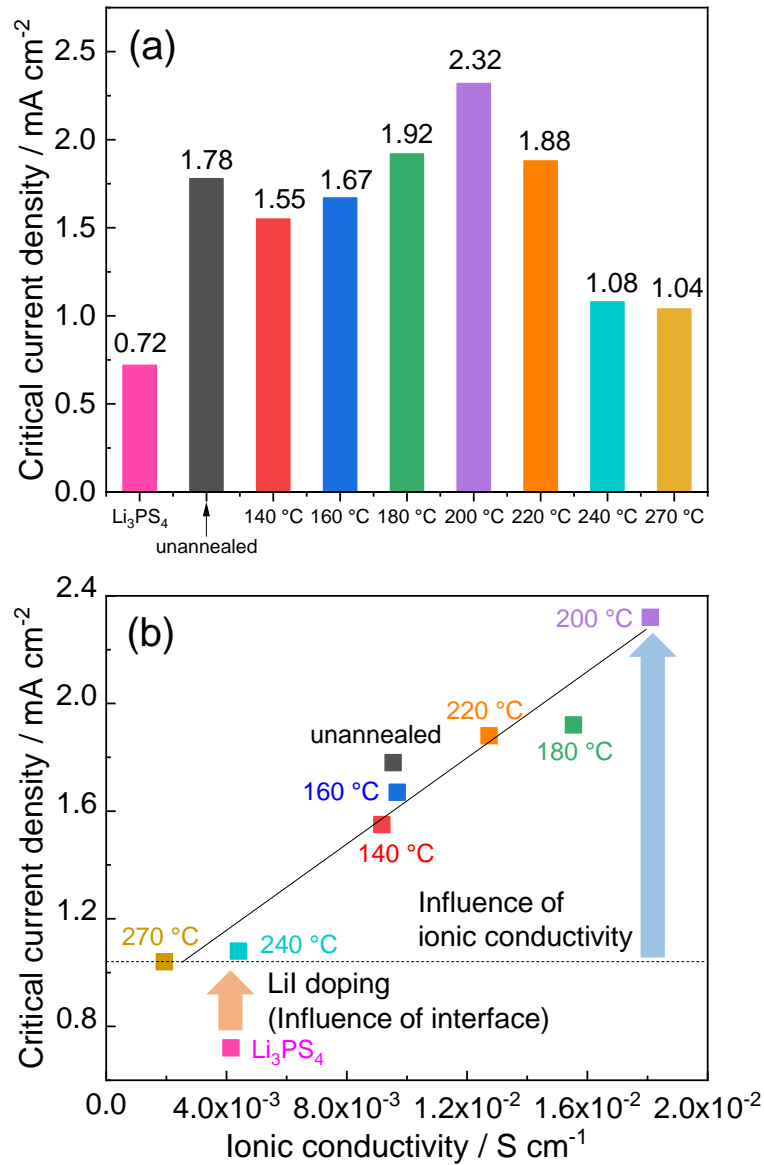 (a)
Critical current density / mA cm⁻²
2.5
2.0
1.5
1.0
0.5
0.0
0.72
1.78
1.55
1.67
1.92
2.32
1.88
1.08
1.04
Li₃PS₄
unannealed
140 °C
160 °C
180 °C
200 °C
220 °C
240 °C
270 °C
(b)
Critical current density / mA cm⁻²
2.4
2.0
1.6
1.2
0.8
200 °C
220 °C
180 °C
unannealed
160 °C
140 °C
270 °C
240 °C
Influence of
ionic conductivity
LiI doping
(Influence of interface)
Li₃PS₄
0.0
4.0x10⁻³
8.0x10⁻³
1.2x10⁻²
1.6x10⁻²
2.0x10⁻²
Ionic conductivity / S cm⁻¹